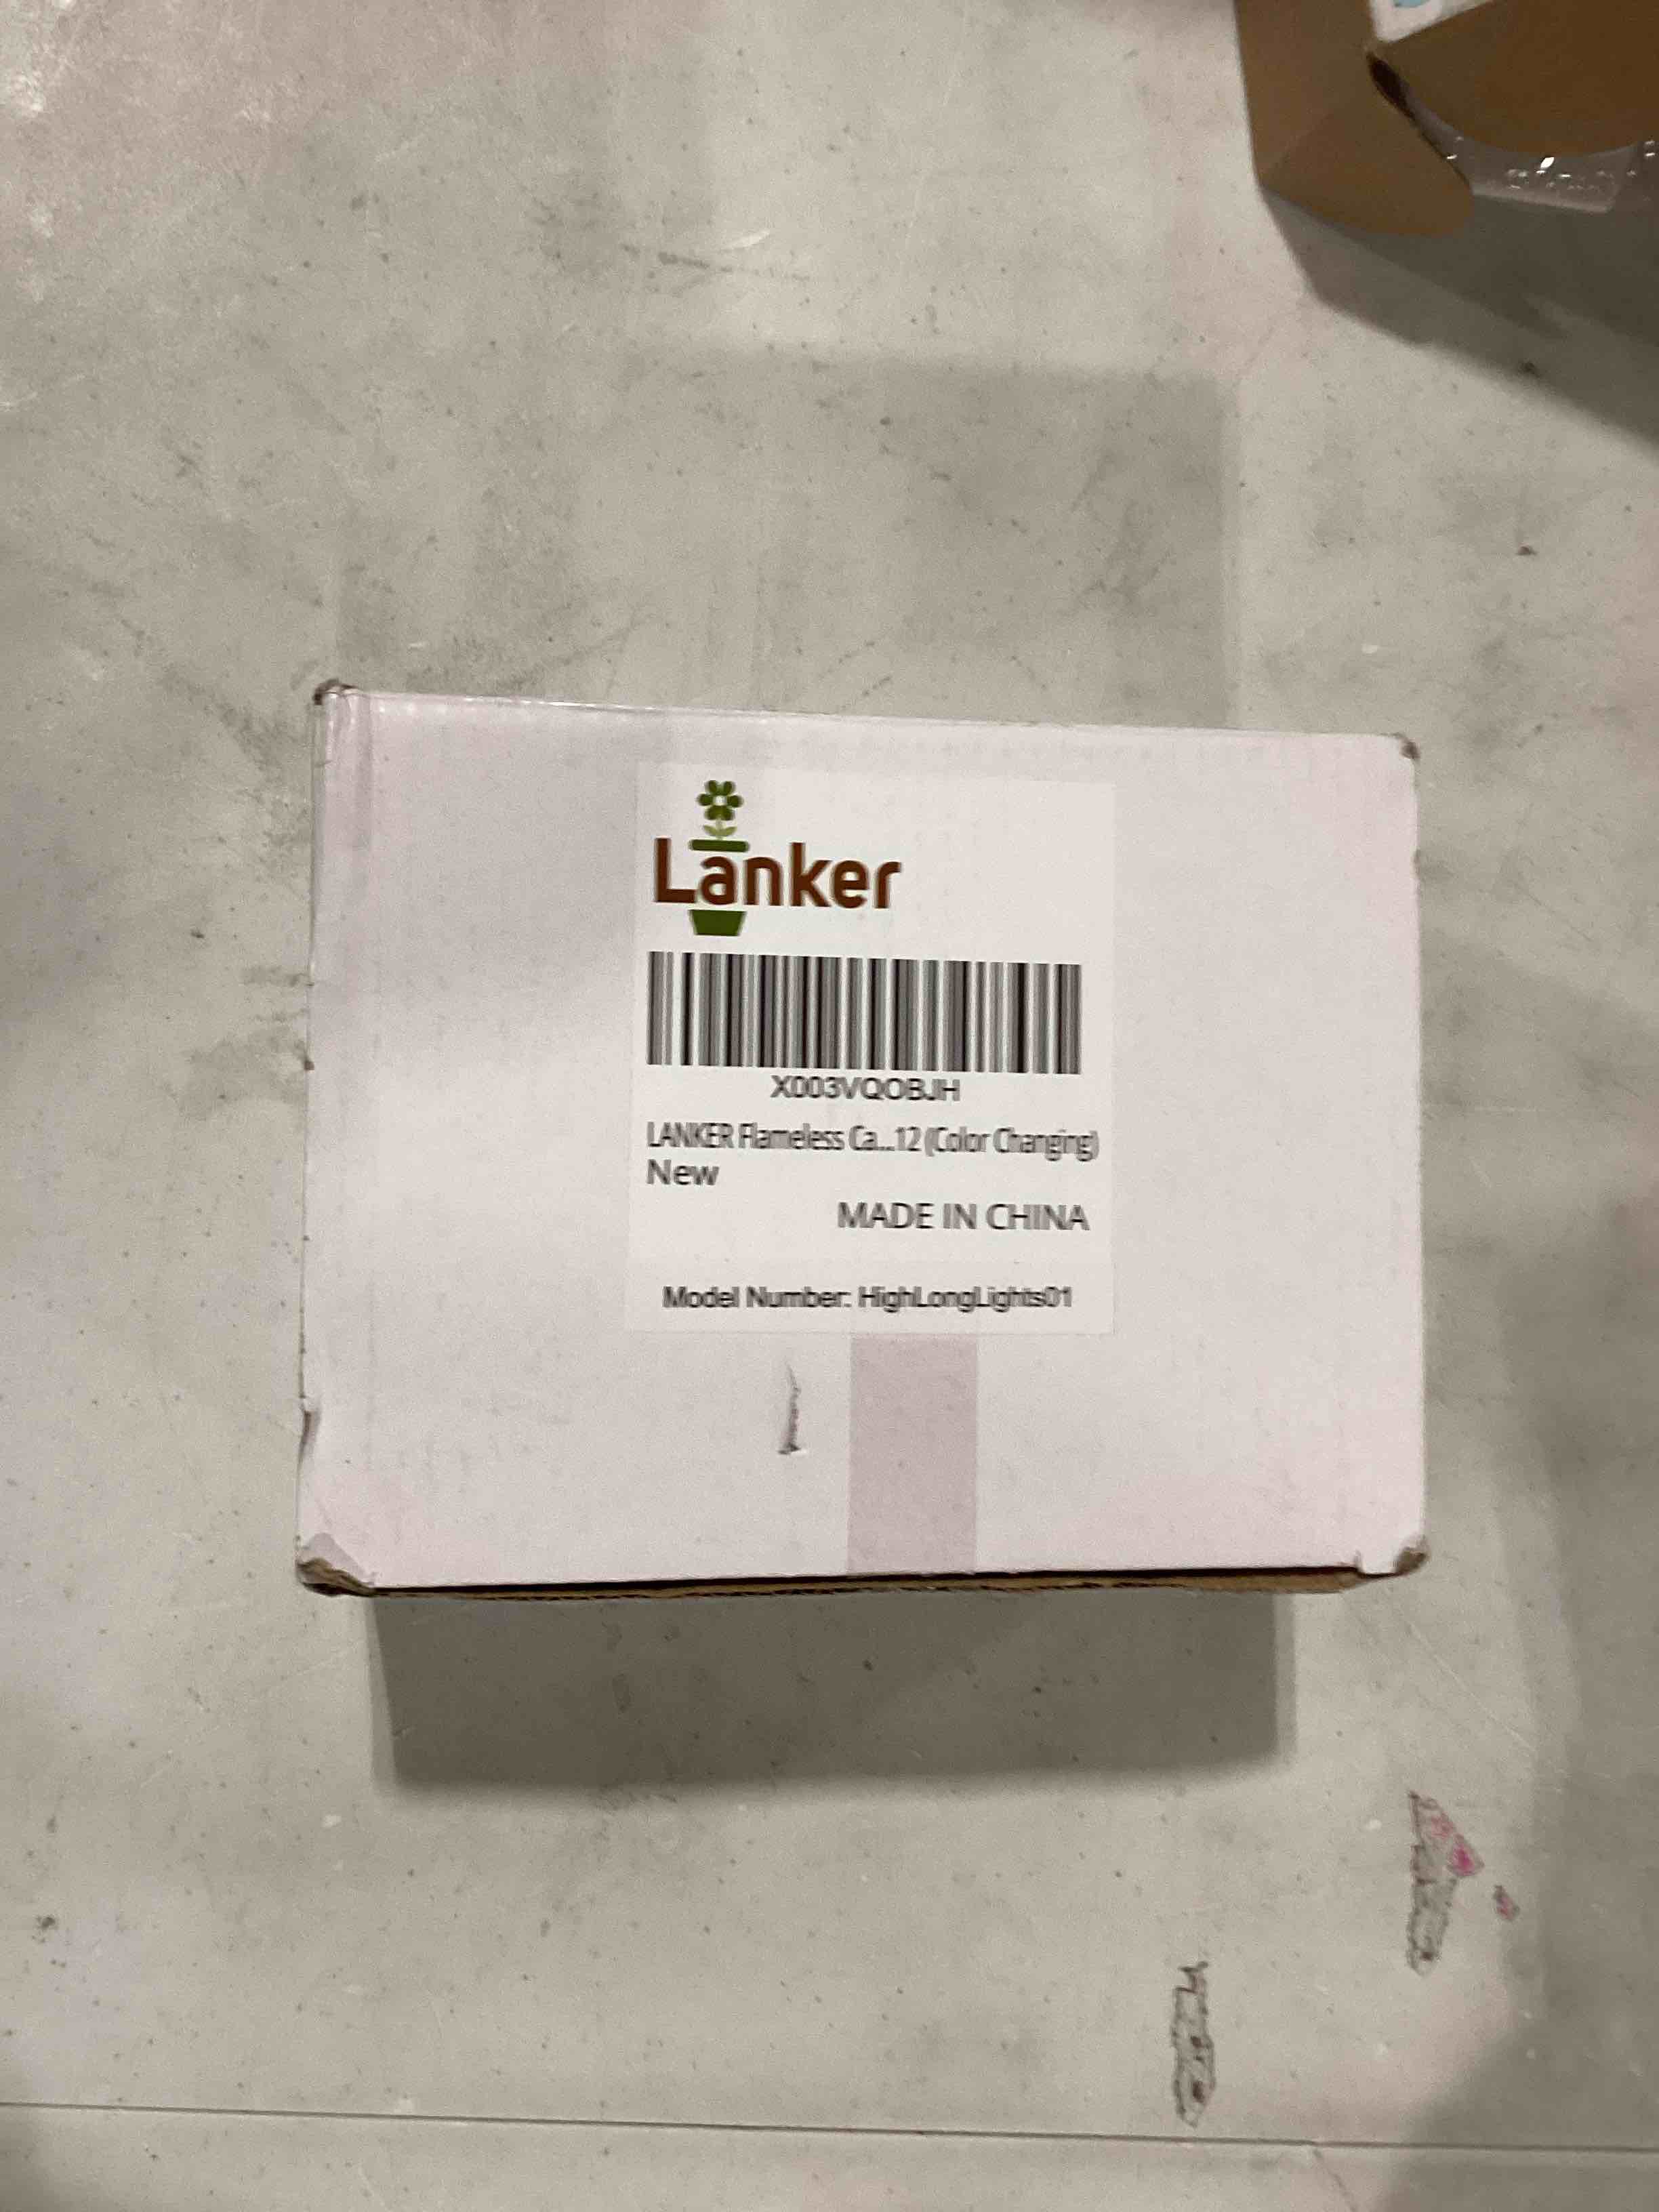 Lanker
X003VQOBJH
LANKER Flameless Ca...12 (Color Changing)
New
MADE IN CHINA
Model Number: HighLongLights01